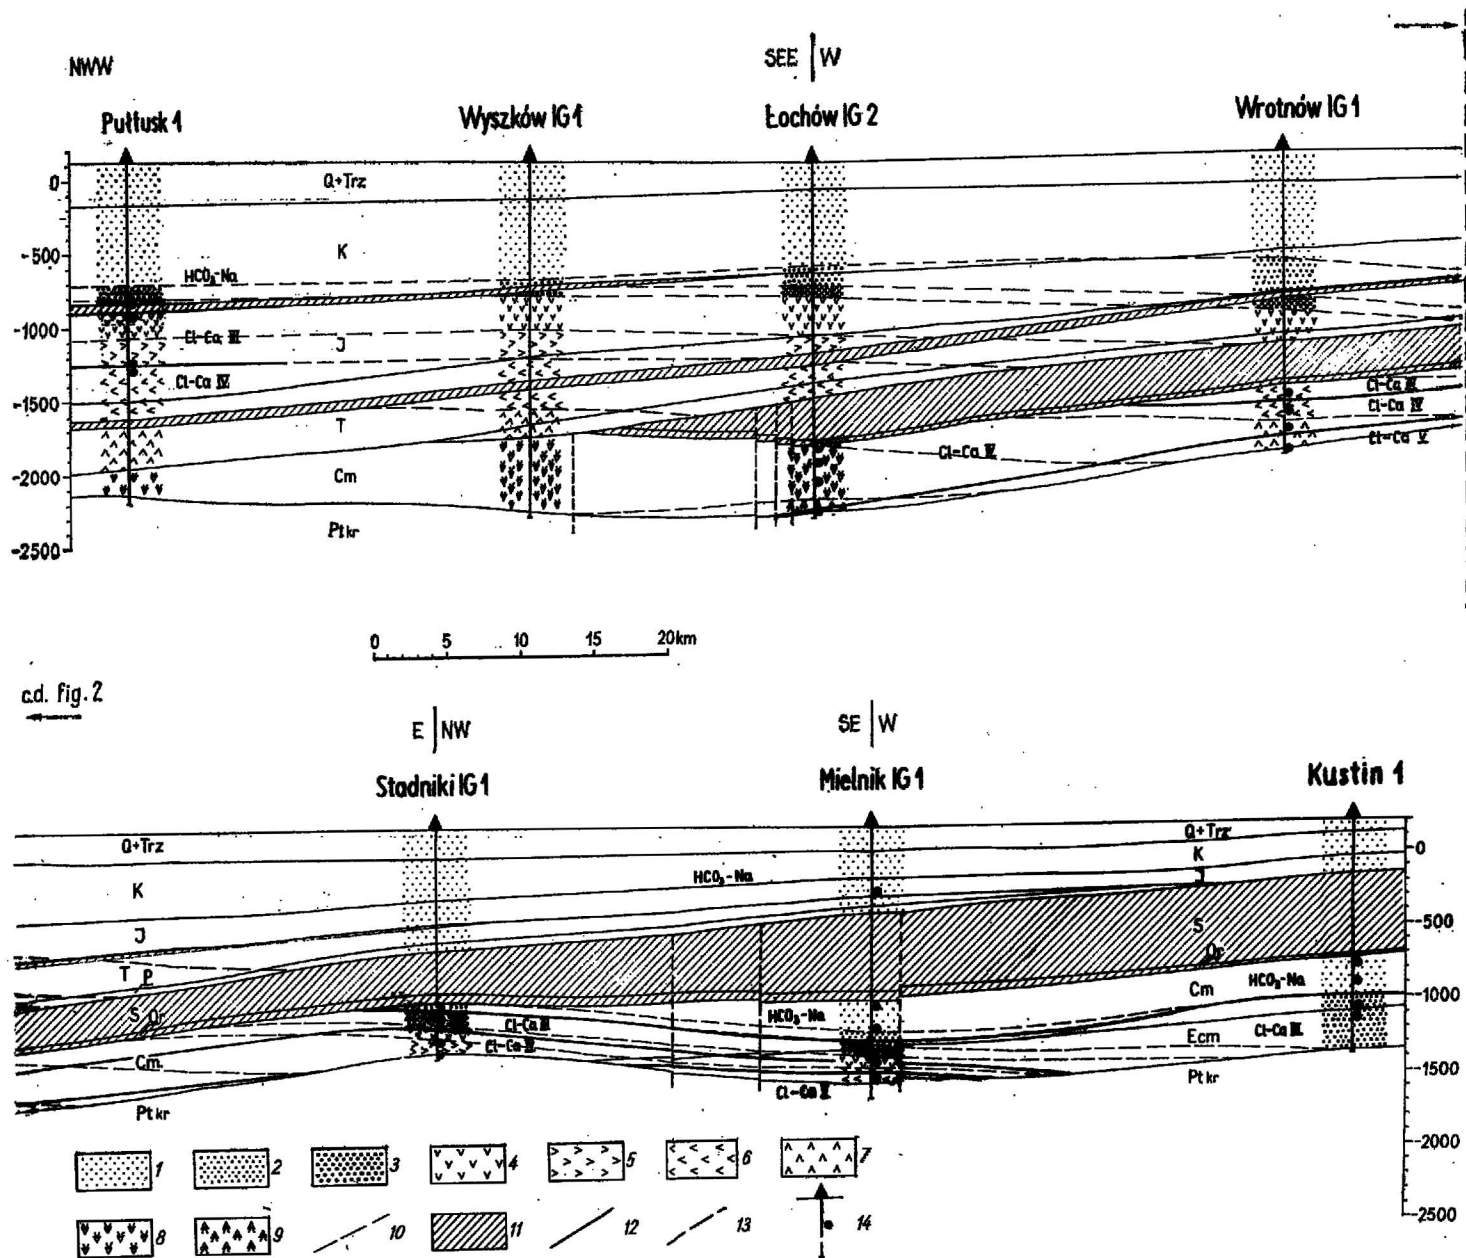 NWW
SEE W
Pułtusk 1
Wyszków IG 1
Łochów IG 2
Wrotnów IG 1
0
-500
-1000
-1500
-2000
-2500
Q+Trz
K
HCO₃-Na
Cl-Ca III
J
Cl-Ca IV
T
Cm
Pt kr
Cl-Ca IV
Cl-Ca III
Cl-Ca IV
Cl-Ca V
0 5 10 15 20km
c.d. fig. 2
E NW
SE W
Stadniki IG 1
Mielnik IG 1
Kustin 1
Q+Trz
K
J
T P
S Or
Cm
Pt kr
HCO₃-Na
Cl-Ca III
Cl-Ca IV
HCO₃-Na
Cl-Ca V
Q+Trz
K
J
S
Or
Cm
HCO₃-Na
Ecm
Cl-Ca III
Pt kr
0
-500
-1000
-1500
-2000
-2500
1 2 3 4 5 6 7
8 9 10 11 12 13 14